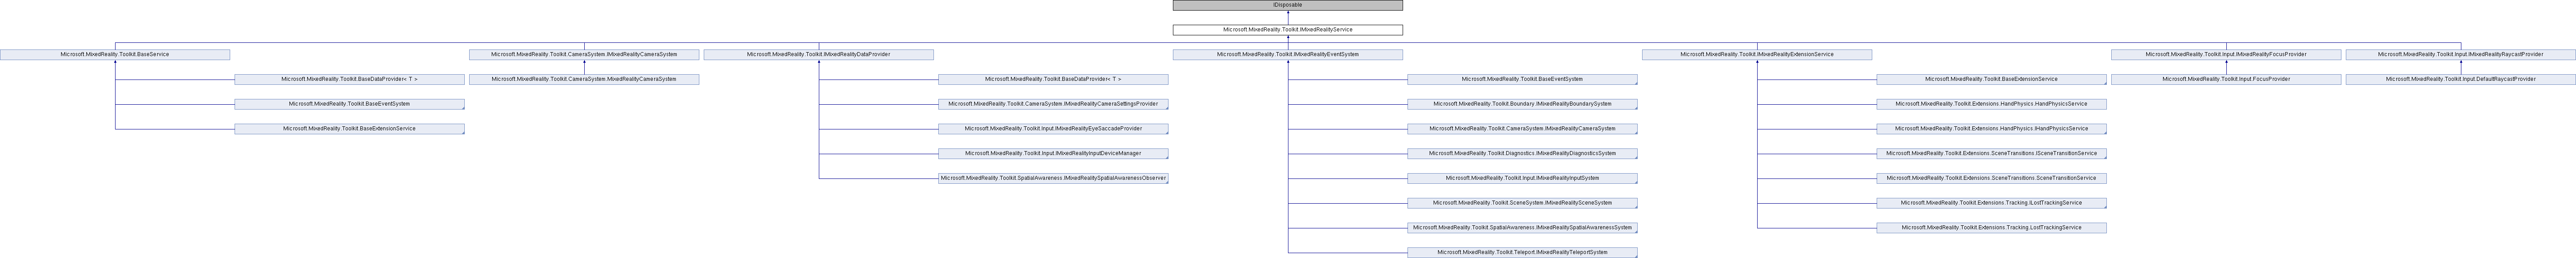 IDisposable
Microsoft.MixedReality.Toolkit.IMixedRealityService
Microsoft.MixedReality.Toolkit.BaseService
Microsoft.MixedReality.Toolkit.CameraSystem.IMixedRealityCameraSystem
Microsoft.MixedReality.Toolkit.IMixedRealityDataProvider
Microsoft.MixedReality.Toolkit.IMixedRealityEventSystem
Microsoft.MixedReality.Toolkit.IMixedRealityExtensionService
Microsoft.MixedReality.Toolkit.Input.IMixedRealityFocusProvider
Microsoft.MixedReality.Toolkit.Input.IMixedRealityRaycastProvider
Microsoft.MixedReality.Toolkit.BaseDataProvider< T >
Microsoft.MixedReality.Toolkit.CameraSystem.MixedRealityCameraSystem
Microsoft.MixedReality.Toolkit.BaseDataProvider< T >
Microsoft.MixedReality.Toolkit.BaseEventSystem
Microsoft.MixedReality.Toolkit.BaseExtensionService
Microsoft.MixedReality.Toolkit.Input.FocusProvider
Microsoft.MixedReality.Toolkit.Input.DefaultRaycastProvider
Microsoft.MixedReality.Toolkit.BaseEventSystem
Microsoft.MixedReality.Toolkit.CameraSystem.IMixedRealityCameraSettingsProvider
Microsoft.MixedReality.Toolkit.Boundary.IMixedRealityBoundarySystem
Microsoft.MixedReality.Toolkit.Extensions.HandPhysics.HandPhysicsService
Microsoft.MixedReality.Toolkit.BaseExtensionService
Microsoft.MixedReality.Toolkit.Input.IMixedRealityEyeSaccadeProvider
Microsoft.MixedReality.Toolkit.CameraSystem.IMixedRealityCameraSystem
Microsoft.MixedReality.Toolkit.Extensions.HandPhysics.IHandPhysicsService
Microsoft.MixedReality.Toolkit.Input.IMixedRealityInputDeviceManager
Microsoft.MixedReality.Toolkit.Diagnostics.IMixedRealityDiagnosticsSystem
Microsoft.MixedReality.Toolkit.Extensions.SceneTransitions.ISceneTransitionService
Microsoft.MixedReality.Toolkit.SpatialAwareness.IMixedRealitySpatialAwarenessObserver
Microsoft.MixedReality.Toolkit.Input.IMixedRealityInputSystem
Microsoft.MixedReality.Toolkit.Extensions.SceneTransitions.SceneTransitionService
Microsoft.MixedReality.Toolkit.SceneSystem.IMixedRealitySceneSystem
Microsoft.MixedReality.Toolkit.Extensions.Tracking.ILostTrackingService
Microsoft.MixedReality.Toolkit.SpatialAwareness.IMixedRealitySpatialAwarenessSystem
Microsoft.MixedReality.Toolkit.Extensions.Tracking.LostTrackingService
Microsoft.MixedReality.Toolkit.Teleport.IMixedRealityTeleportSystem